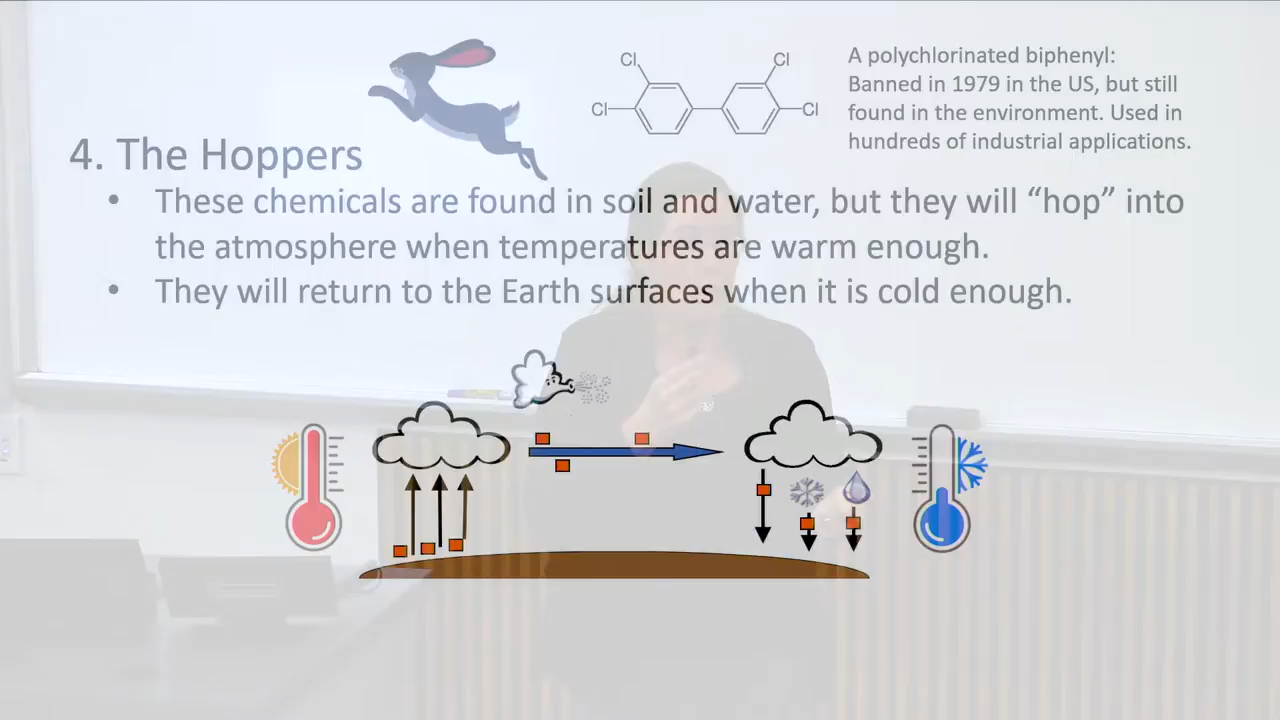 Cl
Cl
Cl
Cl
A polychlorinated biphenyl:
Banned in 1979 in the US, but still
found in the environment. Used in
hundreds of industrial applications.
4. The Hoppers
• These chemicals are found in soil and water, but they will “hop” into
the atmosphere when temperatures are warm enough.
• They will return to the Earth surfaces when it is cold enough.